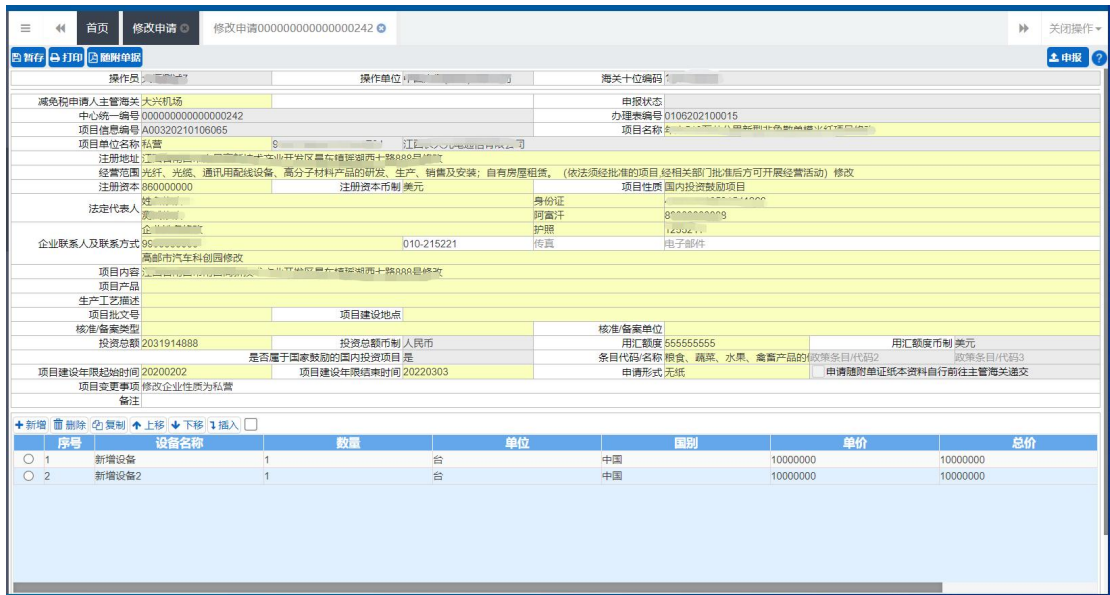 首页 修改申请 修改申请000000000000000242 关闭操作
暂存 打印 随附单据 申报
操作员 操作单位 海关十位编码
减免税申请人主管海关 大兴机场 申报状态
中心统一编号 000000000000000242 办理表编号 0106202100015
项目信息编号 A00320210106065 项目名称
项目单位名称 私营 9
注册地址
经营范围 光纤、光缆、通讯用配线设备、高分子材料产品的研发、生产、销售及安装；自有房屋租赁。（依法须经批准的项目,经相关部门批准后方可开展经营活动）修改
注册资本 860000000 注册资本币制 美元 项目性质 国内投资鼓励项目
法定代表人 身份证
阿富汗
护照
企业联系人及联系方式 010-215221 传真 电子邮件
高邮市汽车科创园修改
项目内容
项目产品
生产工艺描述
项目批文号 项目建设地点
核准/备案类型 核准/备案单位
投资总额 2031914888 投资总额币制 人民币 用汇额度 555555555 用汇额度币制 美元
是否属于国家鼓励的国内投资项目 是 条目代码/名称 粮食、蔬菜、水果、禽畜产品的 政策条目/代码2 政策条目/代码3
项目建设年限起始时间 20200202 项目建设年限结束时间 20220303 申请形式 无纸 申请随附单证纸本资料自行前往主管海关递交
项目变更事项 修改企业性质为私营
备注
新增 删除 复制 上移 下移 插入
序号 设备名称 数量 单位 国别 单价 总价
1 新增设备 1 台 中国 10000000 10000000
2 新增设备2 1 台 中国 10000000 10000000